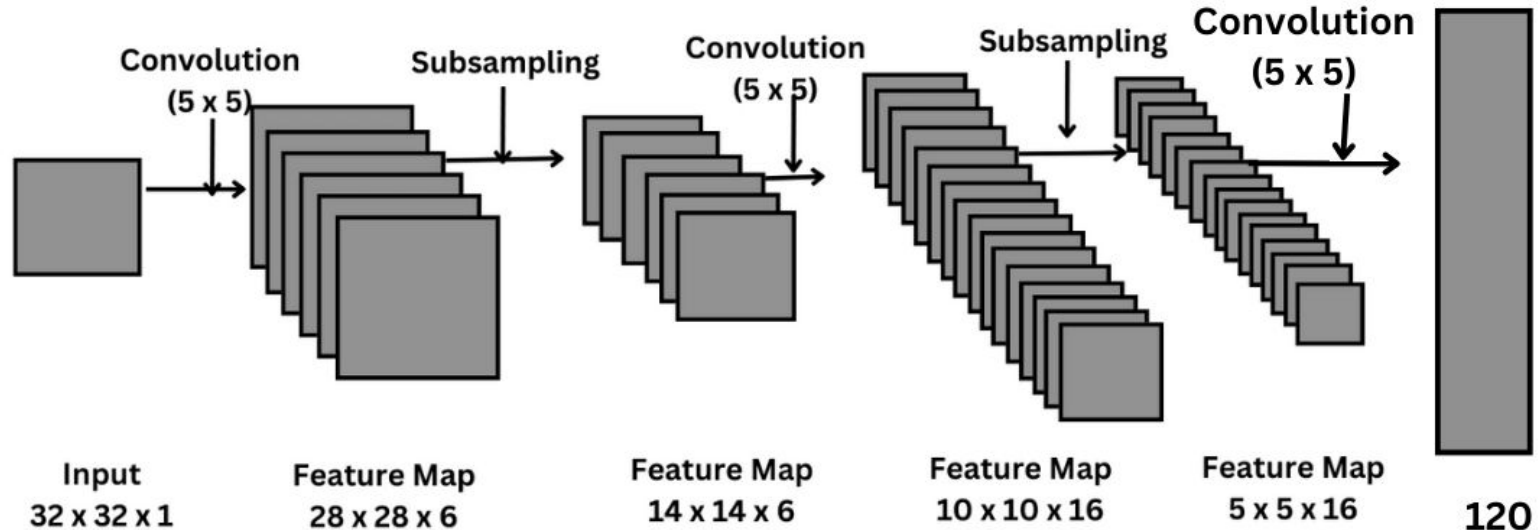 Convolution
(5 x 5)
Subsampling
Convolution
(5 x 5)
Subsampling
Convolution
(5 x 5)
Input
32 x 32 x 1
Feature Map
28 x 28 x 6
Feature Map
14 x 14 x 6
Feature Map
10 x 10 x 16
Feature Map
5 x 5 x 16
120